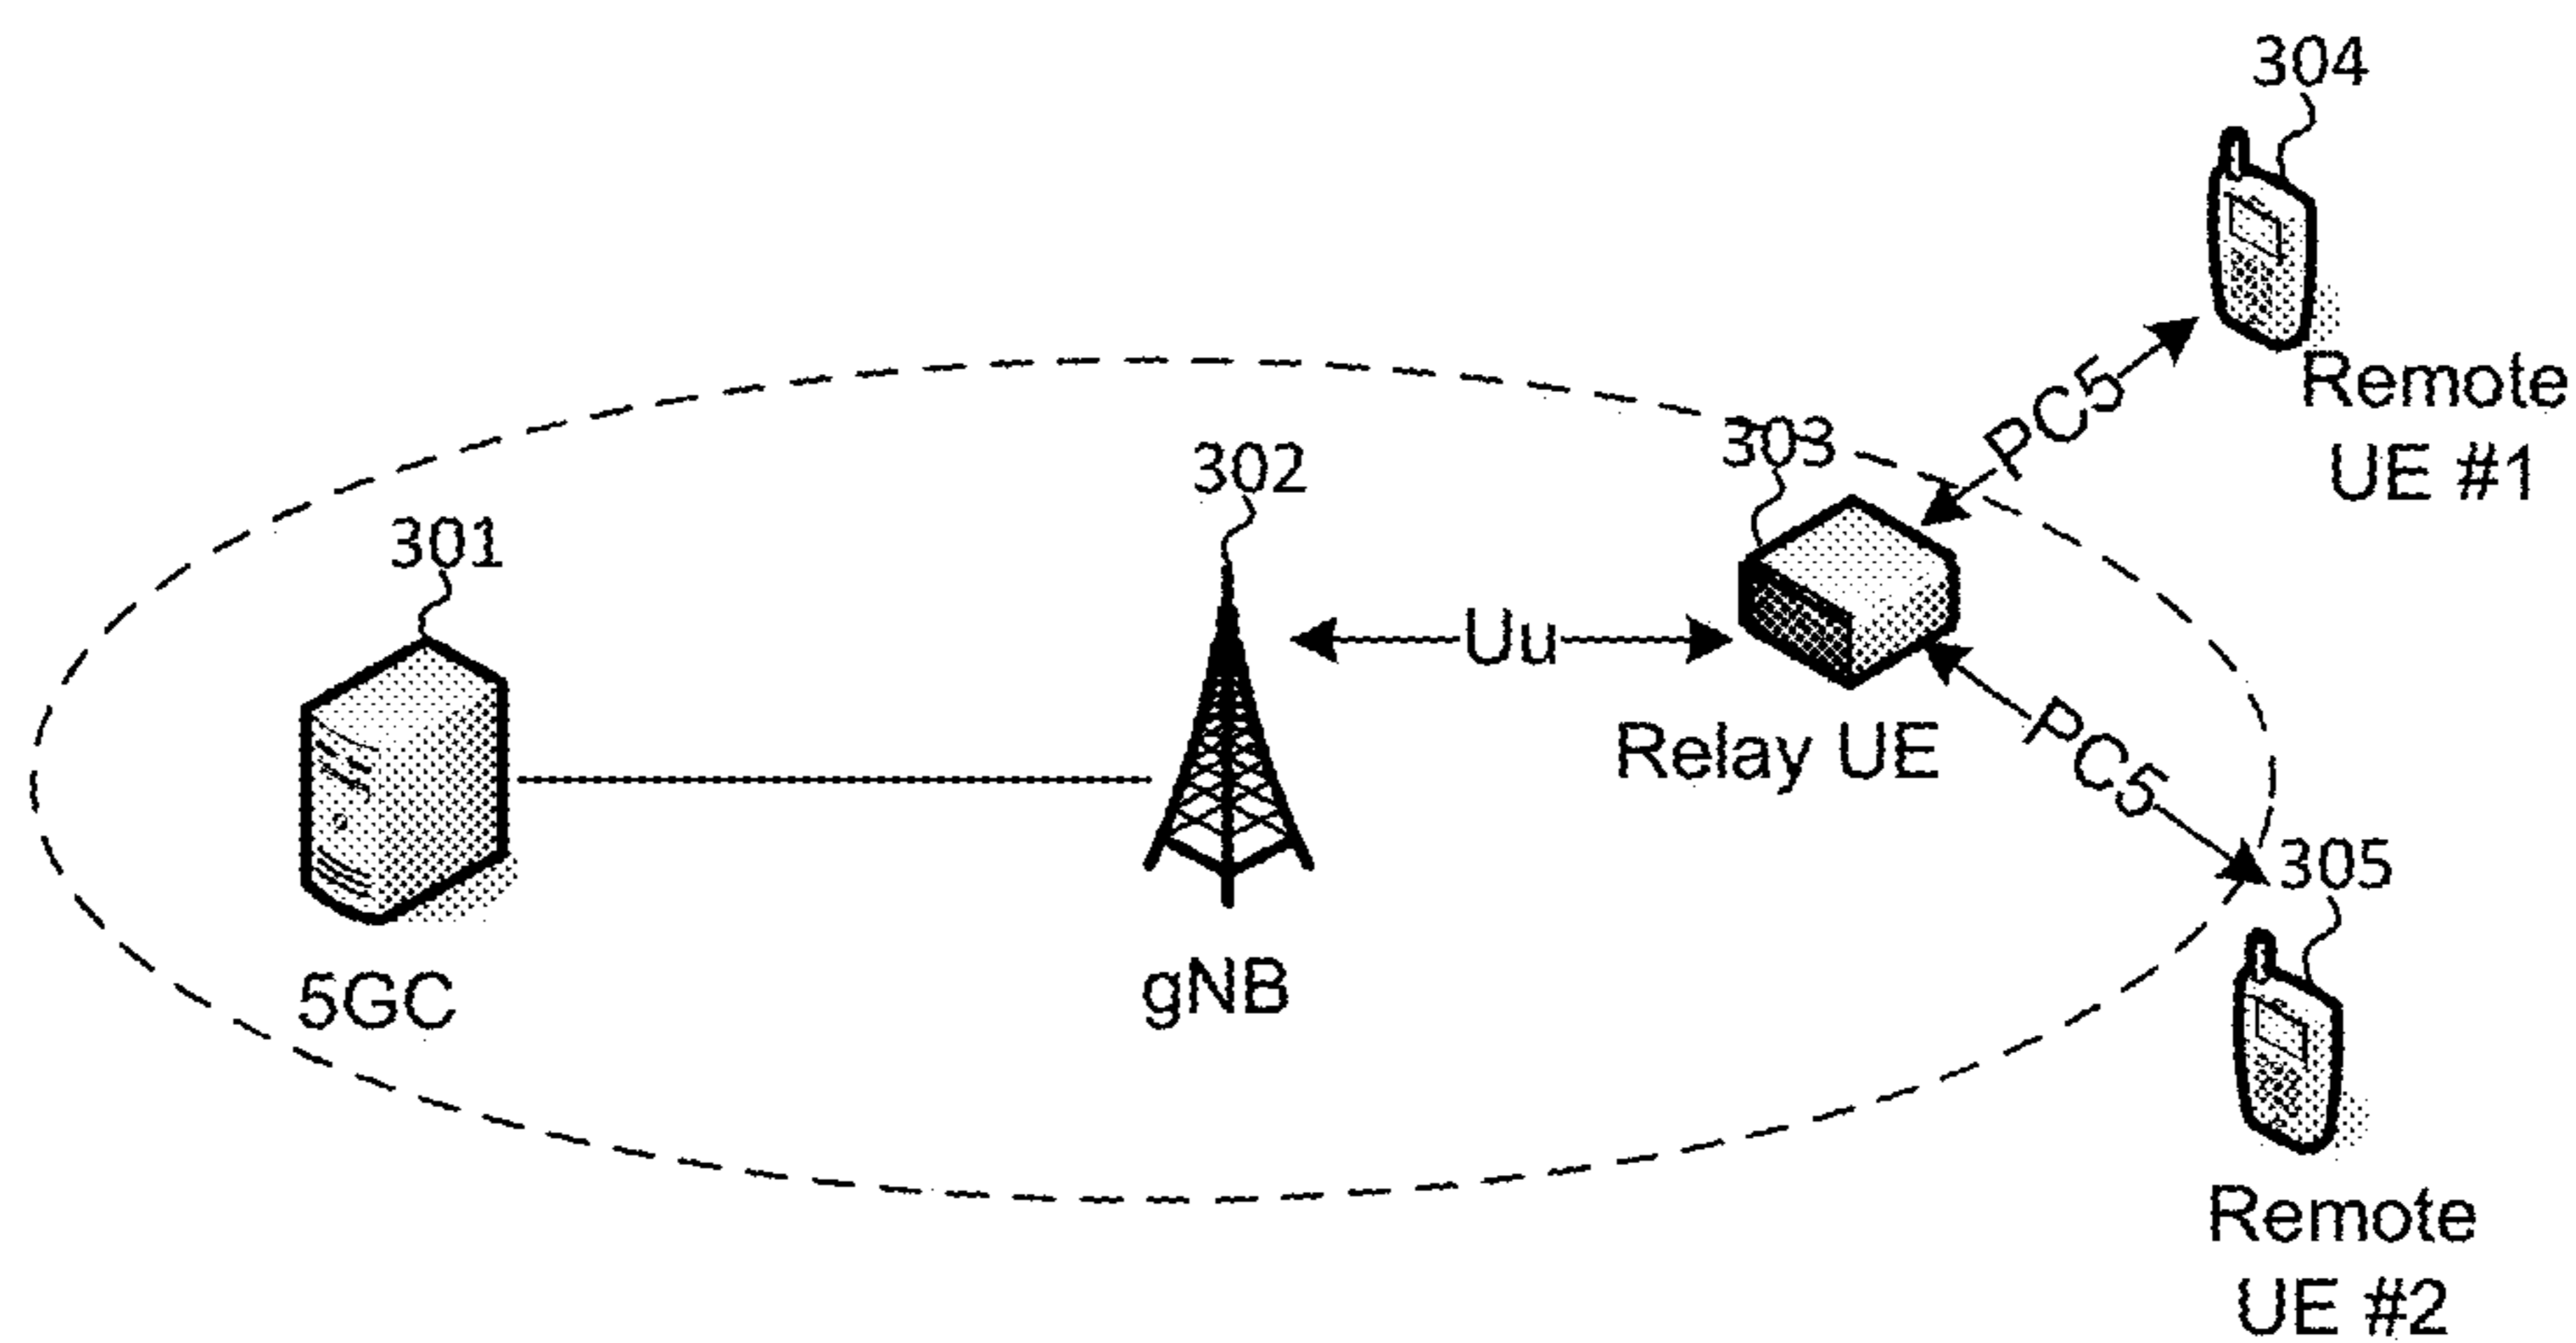 304
PC5
Remote
UE #1
303
302
301
Uu
Relay UE
PC5
305
5GC
gNB
Remote
UE #2